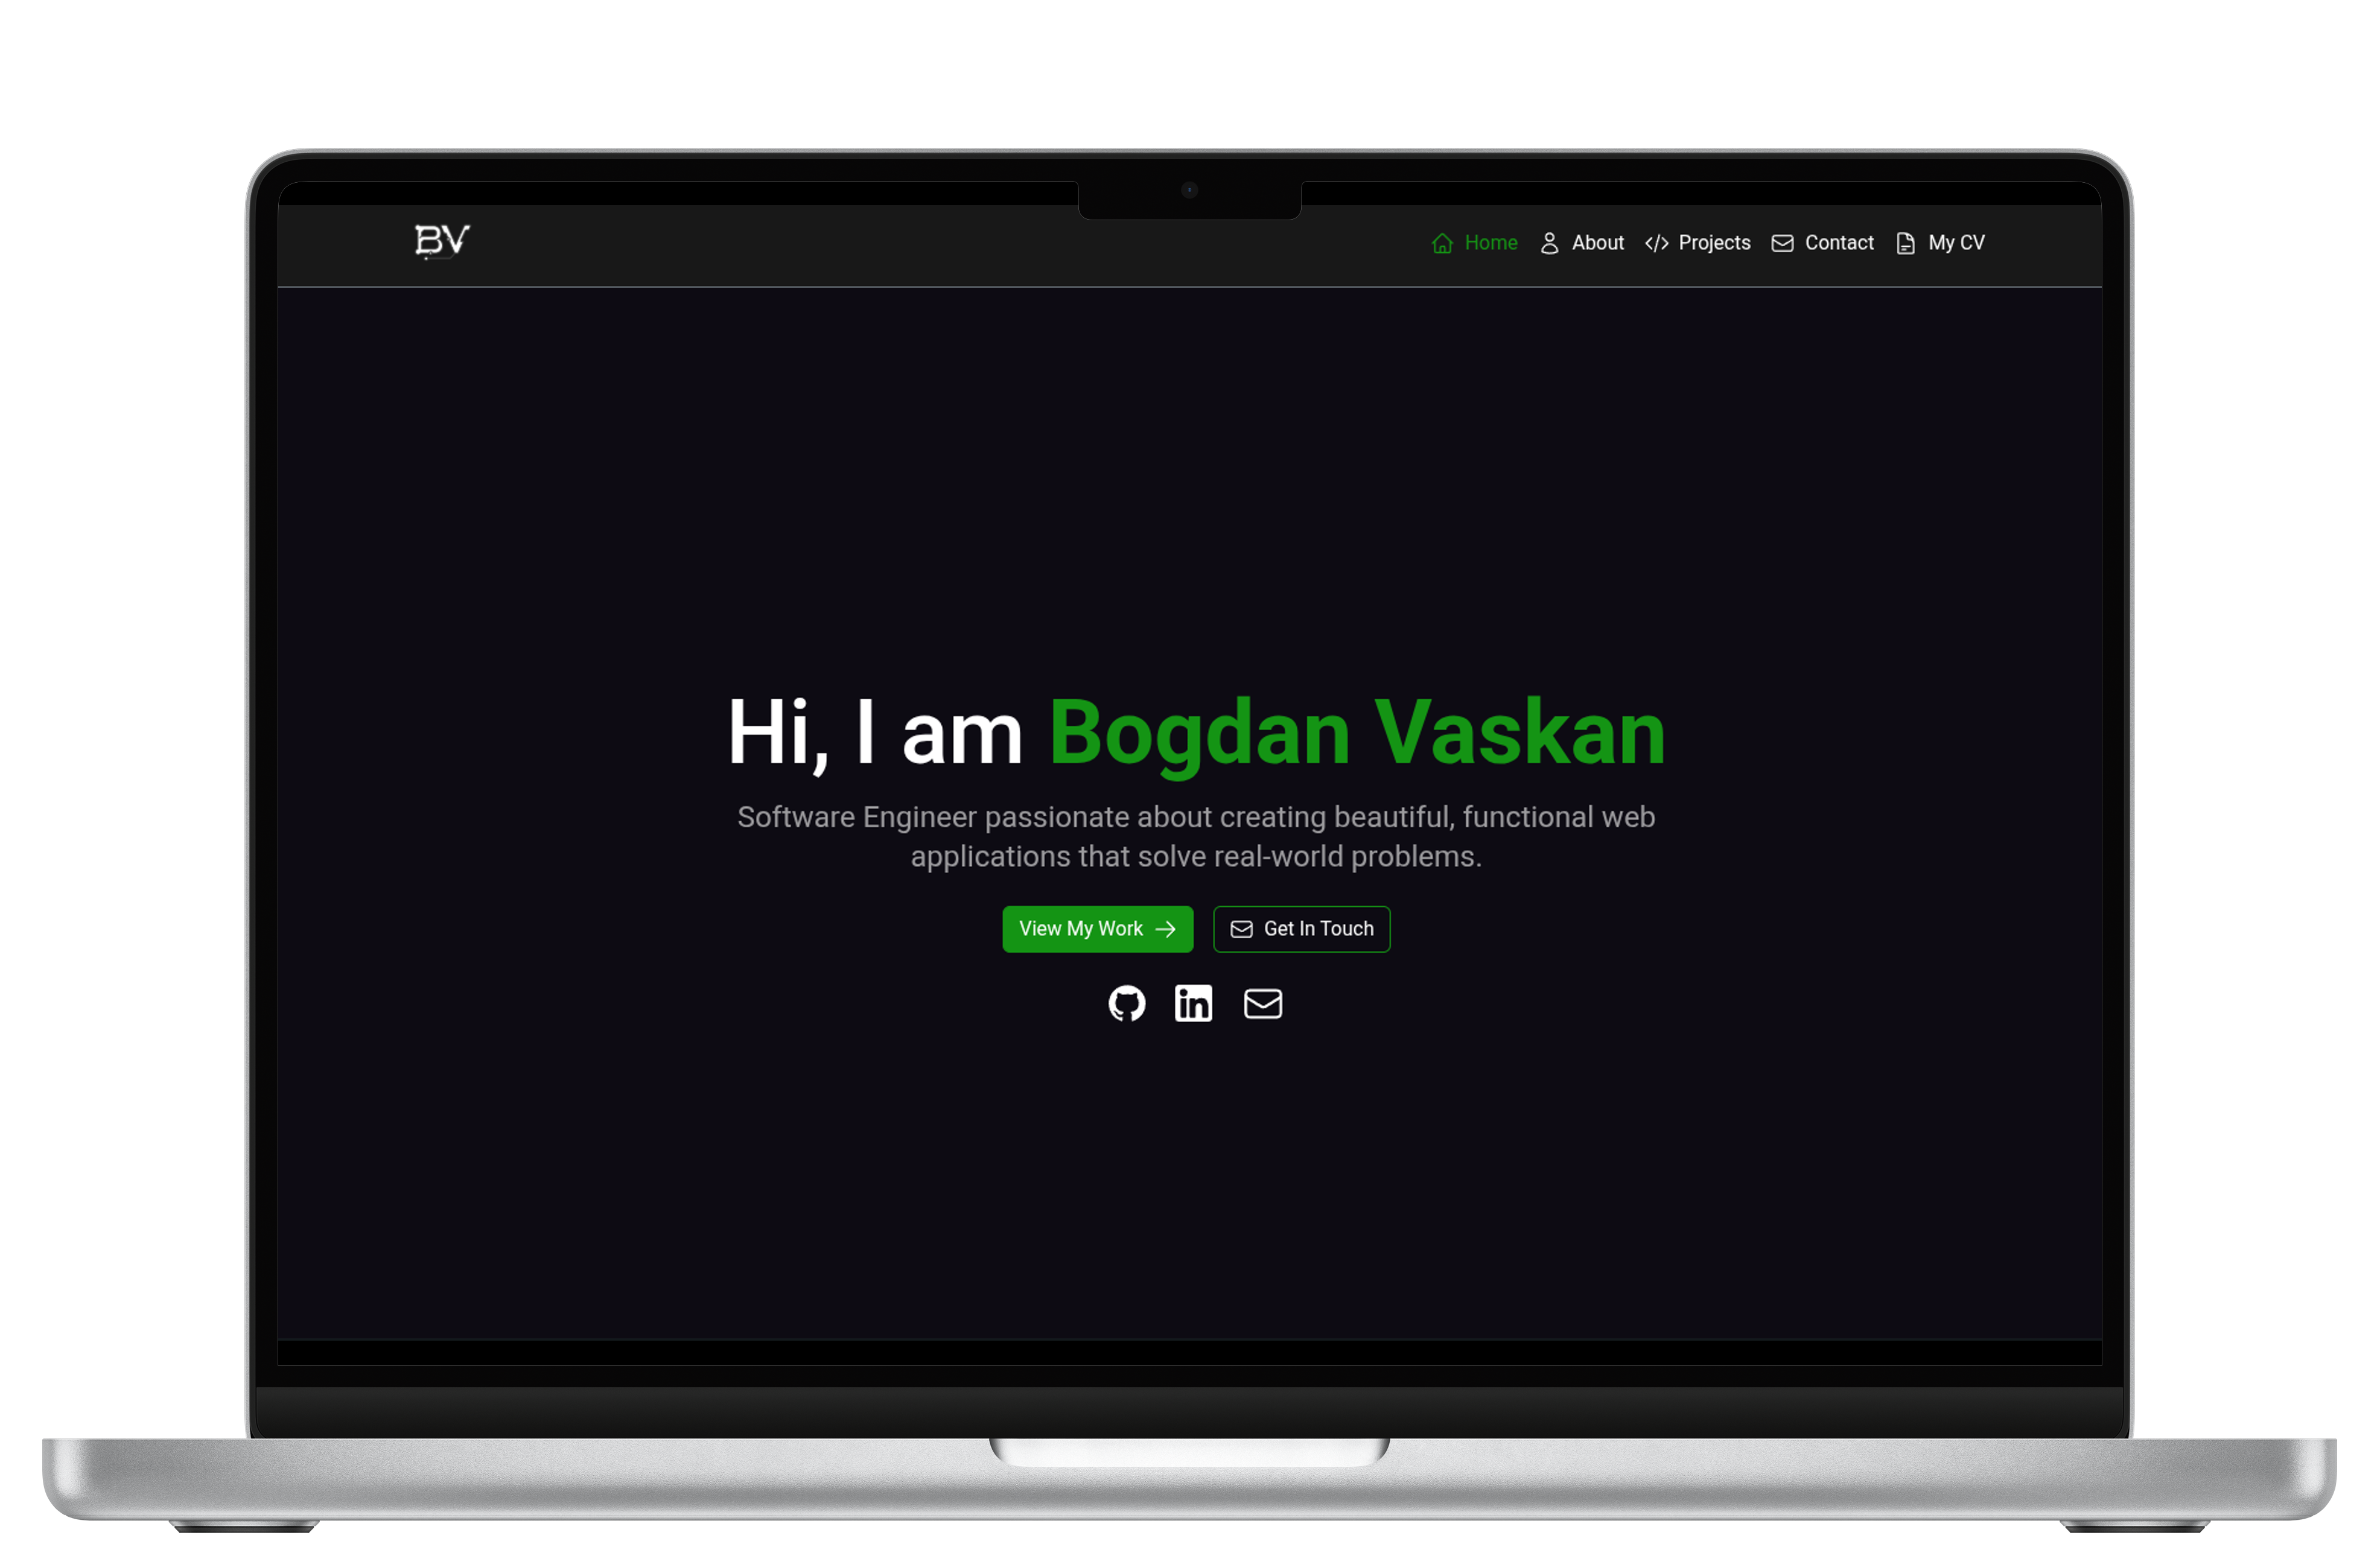 BV
Home About Projects Contact My CV
Hi, I am Bogdan Vaskan
Software Engineer passionate about creating beautiful, functional web
applications that solve real-world problems.
View My Work Get In Touch
in